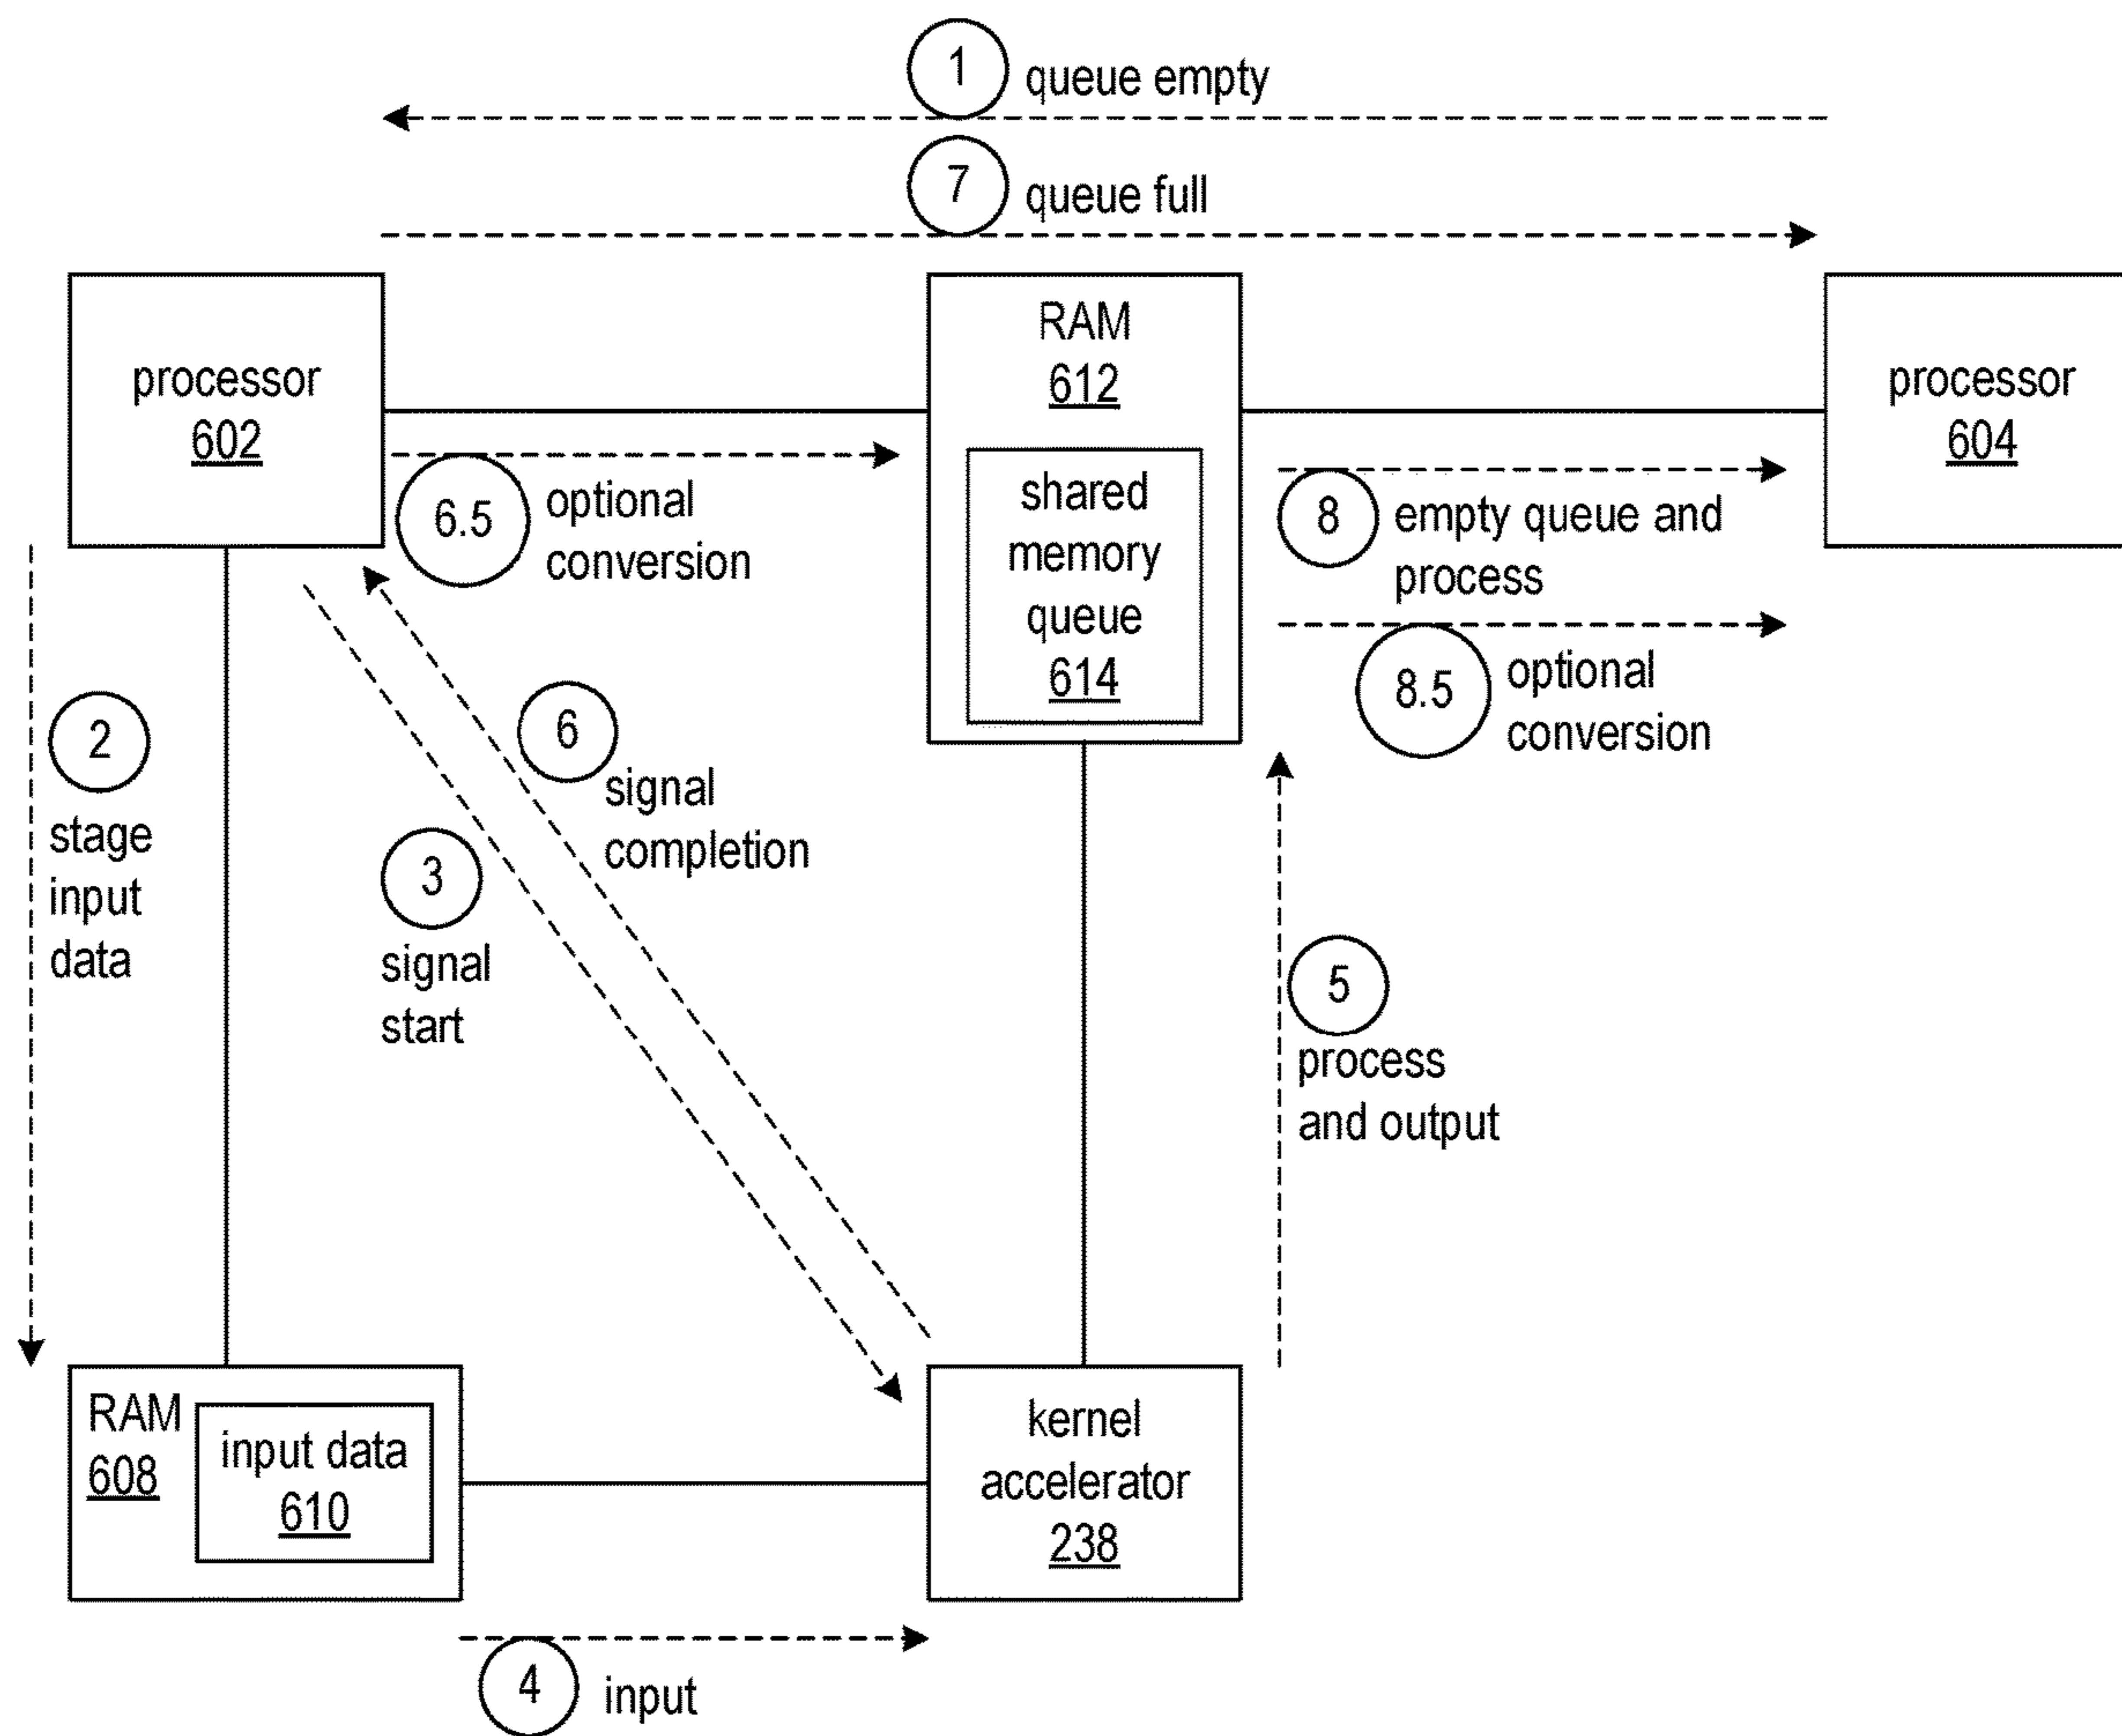 1 queue empty
7 queue full
processor
602
RAM
612
shared
memory
queue
614
processor
604
6.5 optional
conversion
8 empty queue and
process
8.5 optional
conversion
2
stage
input
data
6
signal
completion
3
signal
start
5
process
and output
RAM
608
input data
610
kernel
accelerator
238
4 input